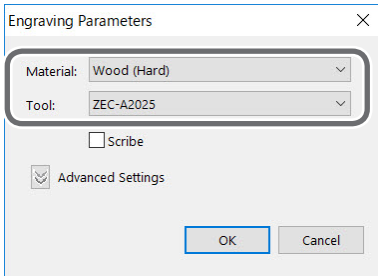 Engraving Parameters
Material: Wood (Hard)
Tool: ZEC-A2025
Scribe
Advanced Settings
OK Cancel